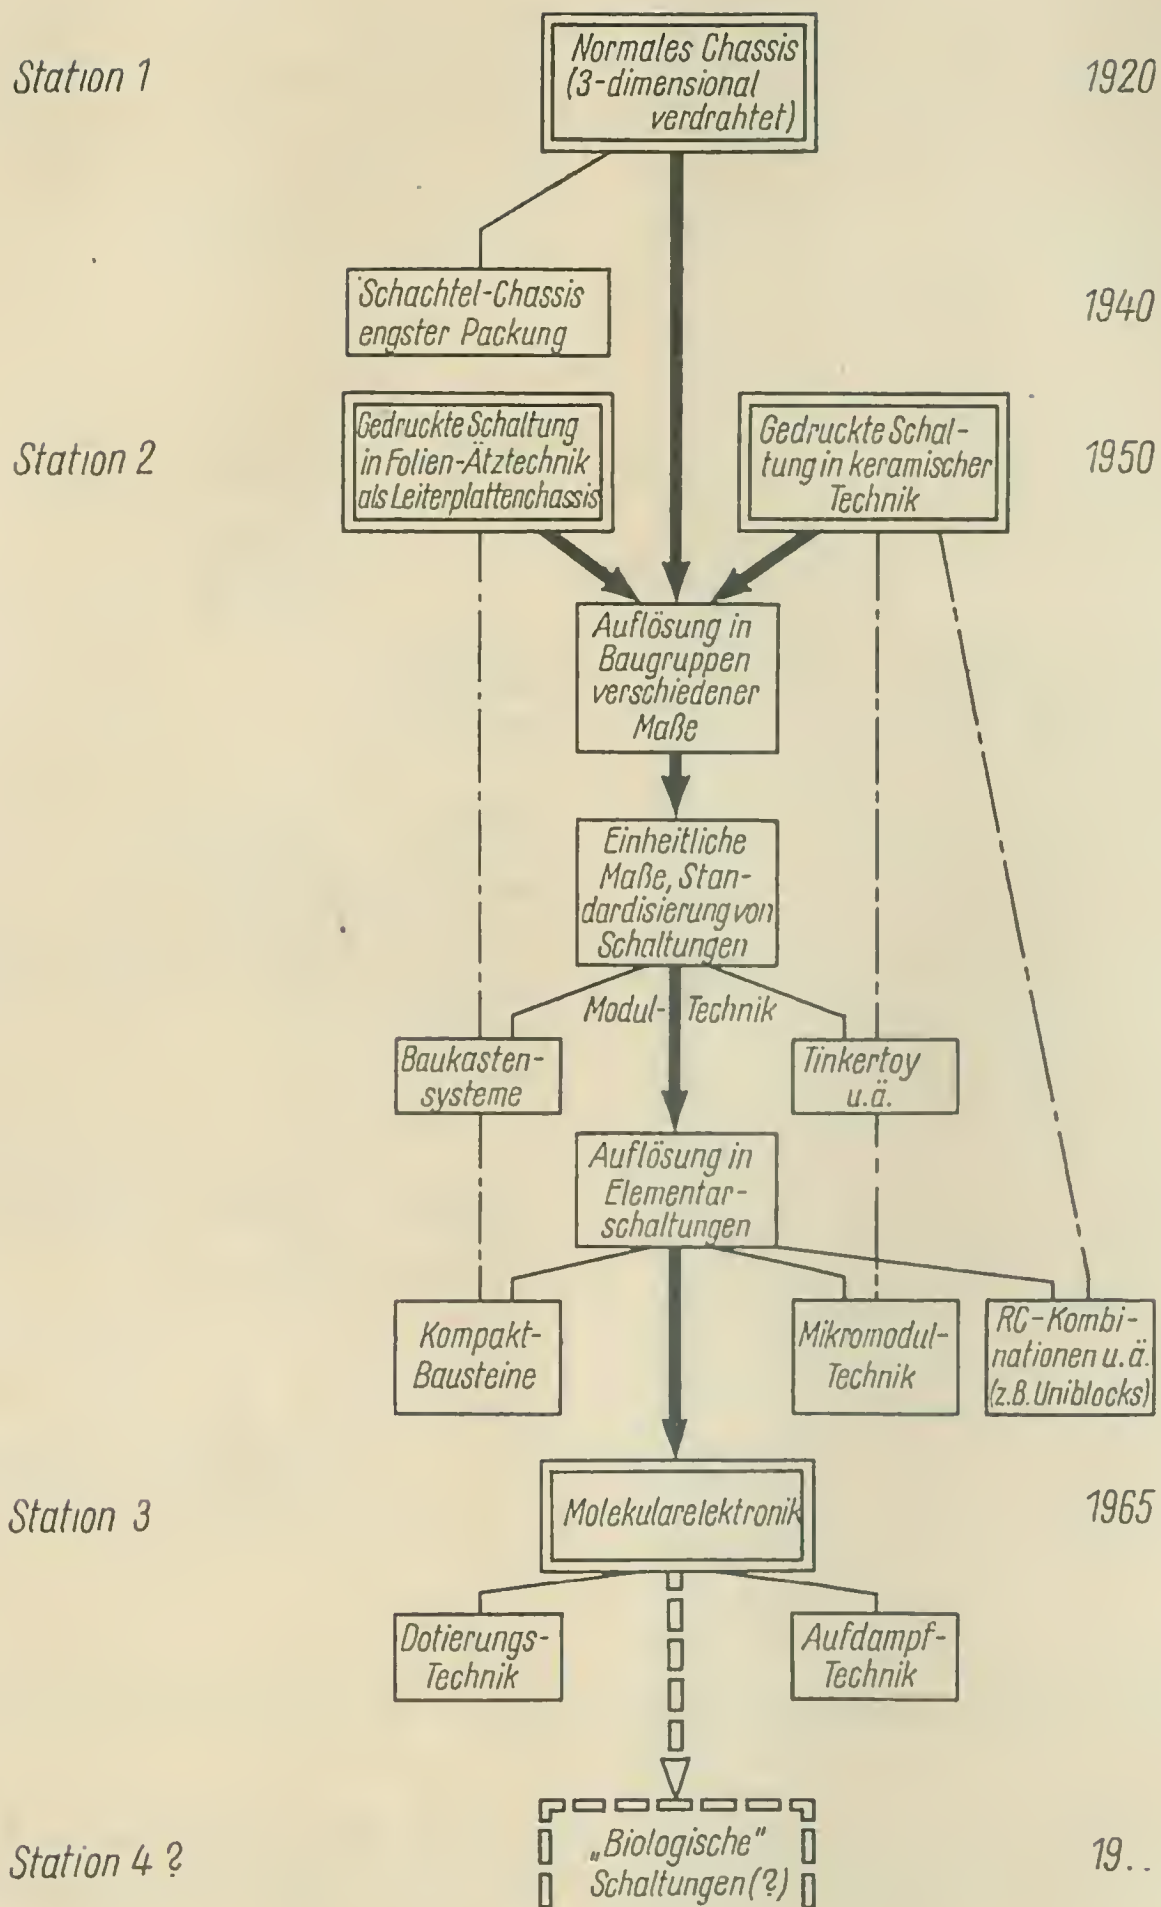 Station 1
Normales Chassis
(3-dimensional
verdrahtet)
1920
Schachtel-Chassis
engster Packung
1940
Station 2
Gedruckte Schaltung
in Folien-Ätztechnik
als Leiterplattenchassis
Gedruckte Schal-
tung in keramischer
Technik
1950
Auflösung in
Baugruppen
verschiedener
Maße
Einheitliche
Maße, Stan-
dardisierung von
Schaltungen
Modul- Technik
Baukasten-
systeme
Tinkertoy
u.ä.
Auflösung in
Elementar-
schaltungen
Kompakt-
Bausteine
Mikromodul-
Technik
RC-Kombi-
nationen u.ä.
(z.B. Uniblocks)
Station 3
Molekularelektronik
1965
Dotierungs-
Technik
Aufdampf-
Technik
Station 4 ?
„Biologische"
Schaltungen(?)
19..